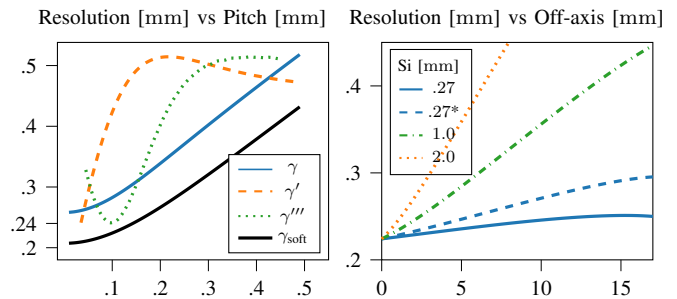 Resolution [mm] vs Pitch [mm]
.5
.4
.3
.24
.2
.1 .2 .3 .4 .5
γ
γ′
γ‴
γsoft
Resolution [mm] vs Off-axis [mm]
.4
.3
.2
0 5 10 15
Si [mm]
.27
.27*
1.0
2.0